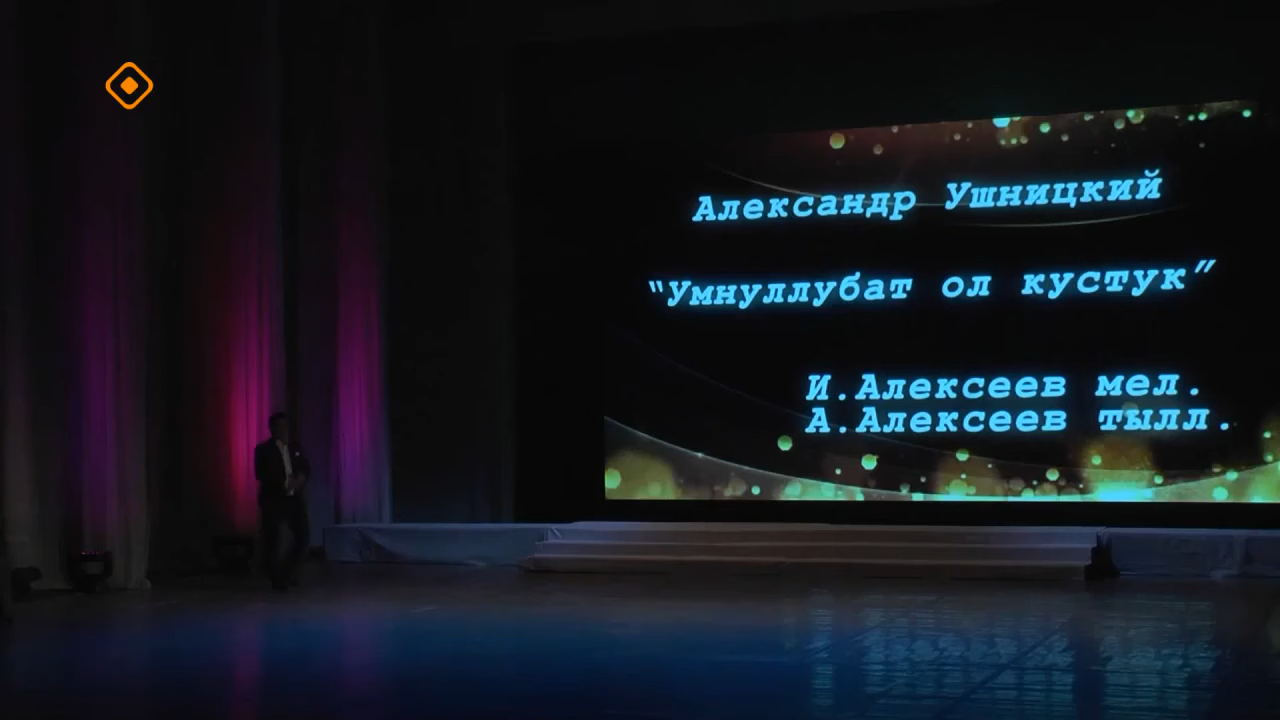 Александр Ушницкий
“Умнуллубат ол кустук”
И.Алексеев мел.
А.Алексеев тылл.